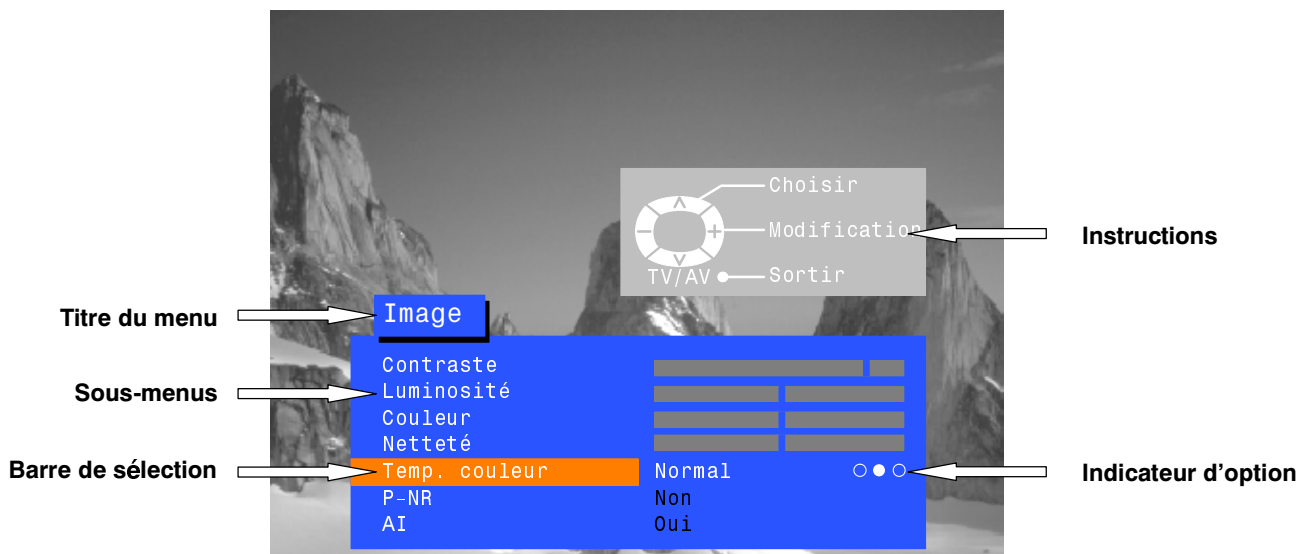 Choisir
Modification
Instructions
TV/AV Sortir
Titre du menu
Image
Contraste
Sous-menus
Luminosité
Couleur
Netteté
Barre de sélection
Temp. couleur Normal
Indicateur d'option
P-NR Non
AI Oui